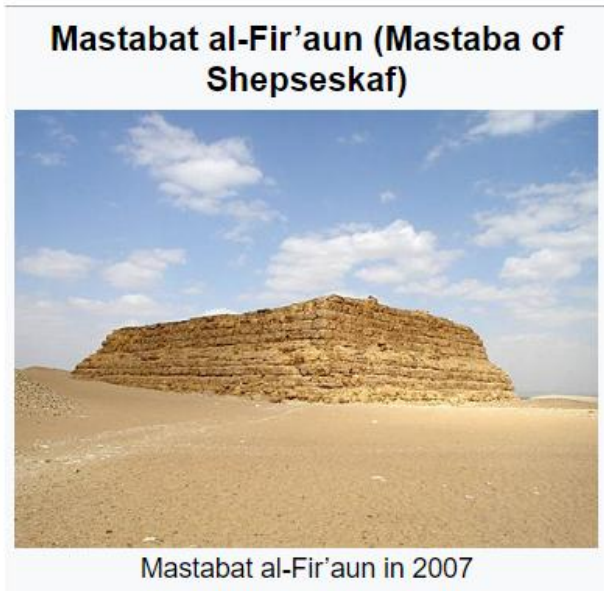 Mastabat al-Fir’aun (Mastaba of
Shepseskaf)
Mastabat al-Fir’aun in 2007